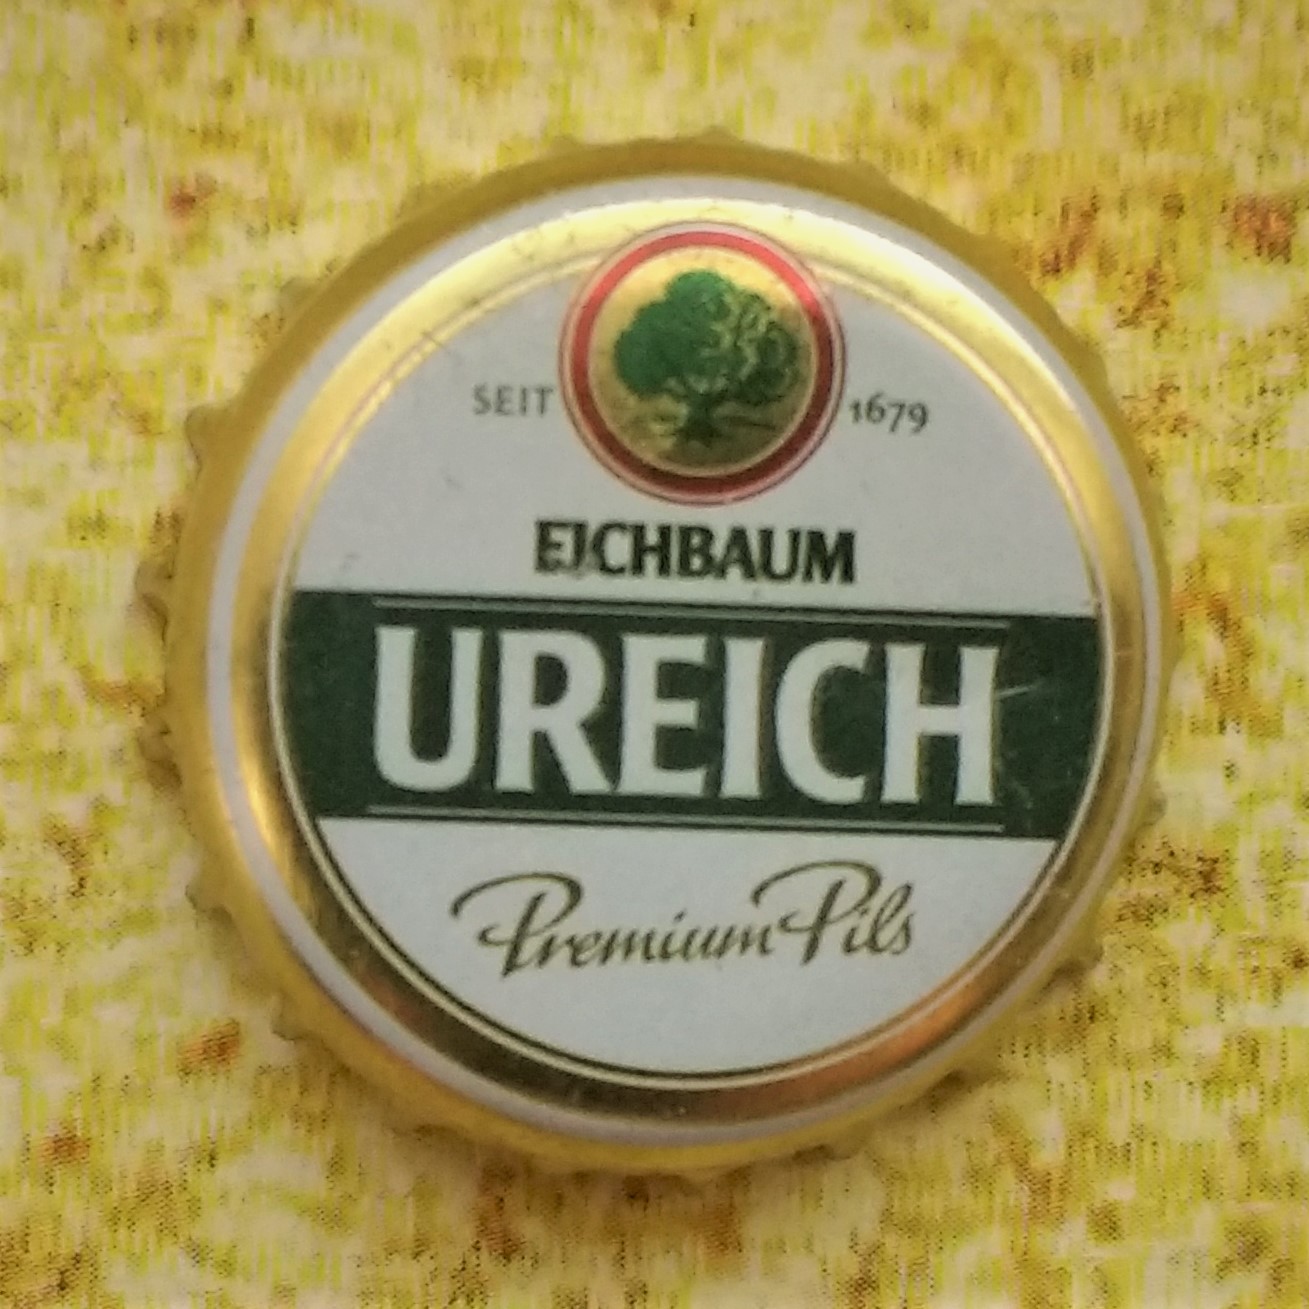 SEIT 1679
EICHBAUM
UREICH
Premium Pils